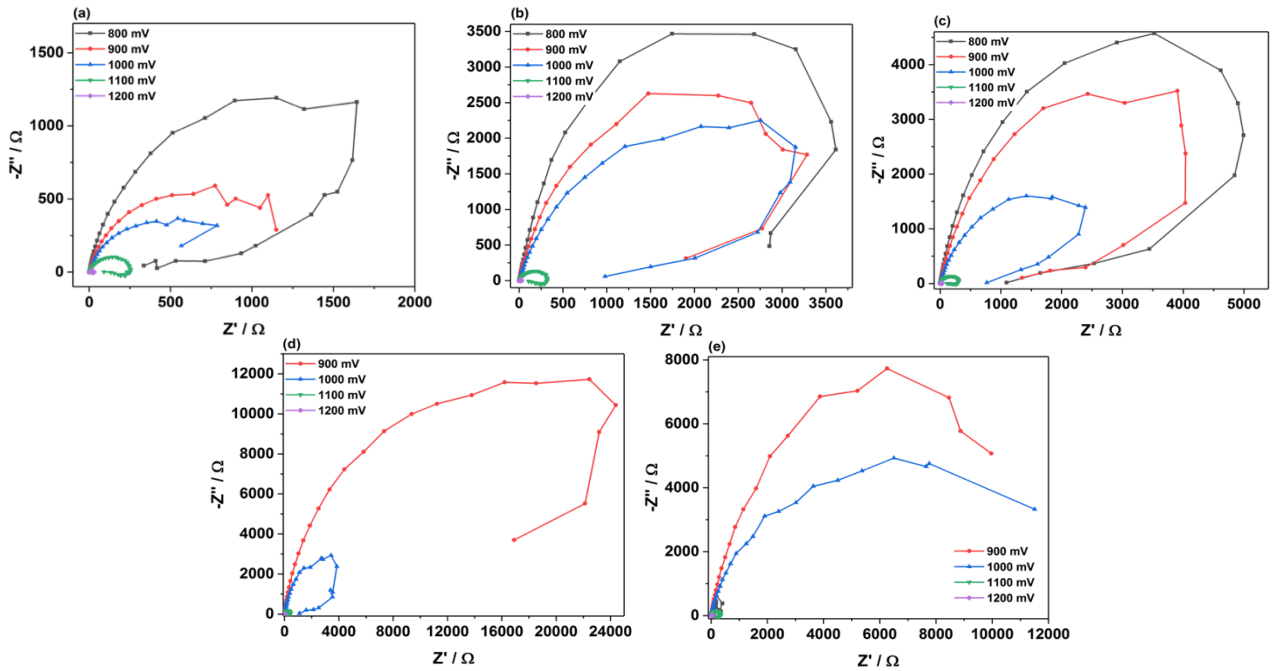 (a)
800 mV
900 mV
1000 mV
1100 mV
1200 mV
1500
1000
500
0
0 500 1000 1500 2000
-Z'' / Ω
Z' / Ω
(b)
800 mV
900 mV
1000 mV
1100 mV
1200 mV
3500
3000
2500
2000
1500
1000
500
0
0 500 1000 1500 2000 2500 3000 3500
-Z'' / Ω
Z' / Ω
(c)
800 mV
900 mV
1000 mV
1100 mV
1200 mV
4000
3000
2000
1000
0
0 1000 2000 3000 4000 5000
-Z'' / Ω
Z' / Ω
(d)
900 mV
1000 mV
1100 mV
1200 mV
12000
10000
8000
6000
4000
2000
0
0 4000 8000 12000 16000 20000 24000
-Z'' / Ω
Z' / Ω
(e)
8000
6000
4000
2000
0
900 mV
1000 mV
1100 mV
1200 mV
0 2000 4000 6000 8000 10000 12000
-Z'' / Ω
Z' / Ω